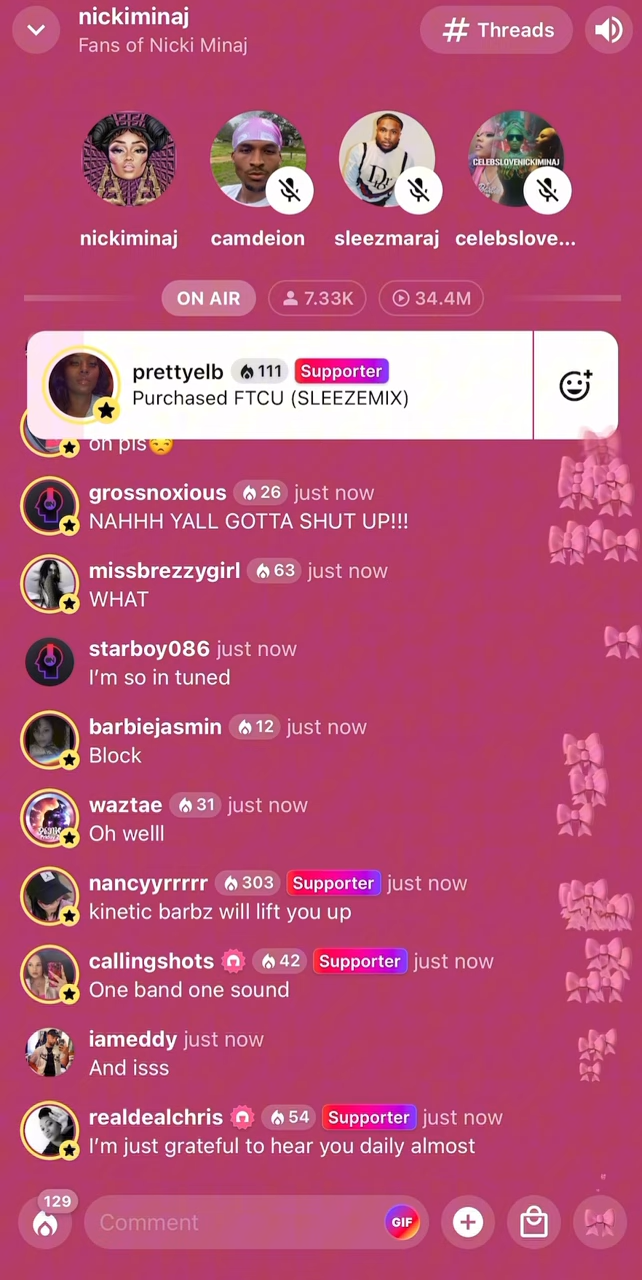 nickiminaj
Fans of Nicki Minaj
# Threads
CELEBSLOVENICKIMINAJ
nickiminaj camdeion sleezmaraj celebslove...
ON AIR 7.33K 34.4M
prettyelb 111 Supporter
Purchased FTCU (SLEEZEMIX)
oh pls😒
grossnoxious 26 just now
NAHHH YALL GOTTA SHUT UP!!!
missbrezzygirl 63 just now
WHAT
starboy086 just now
I’m so in tuned
barbiejasmin 12 just now
Block
waztae 31 just now
Oh welll
nancyyrrrrr 303 Supporter just now
kinetic barbz will lift you up
callingshots 42 Supporter just now
One band one sound
iameddy just now
And isss
realdealchris 54 Supporter just now
I’m just grateful to hear you daily almost
129
Comment GIF